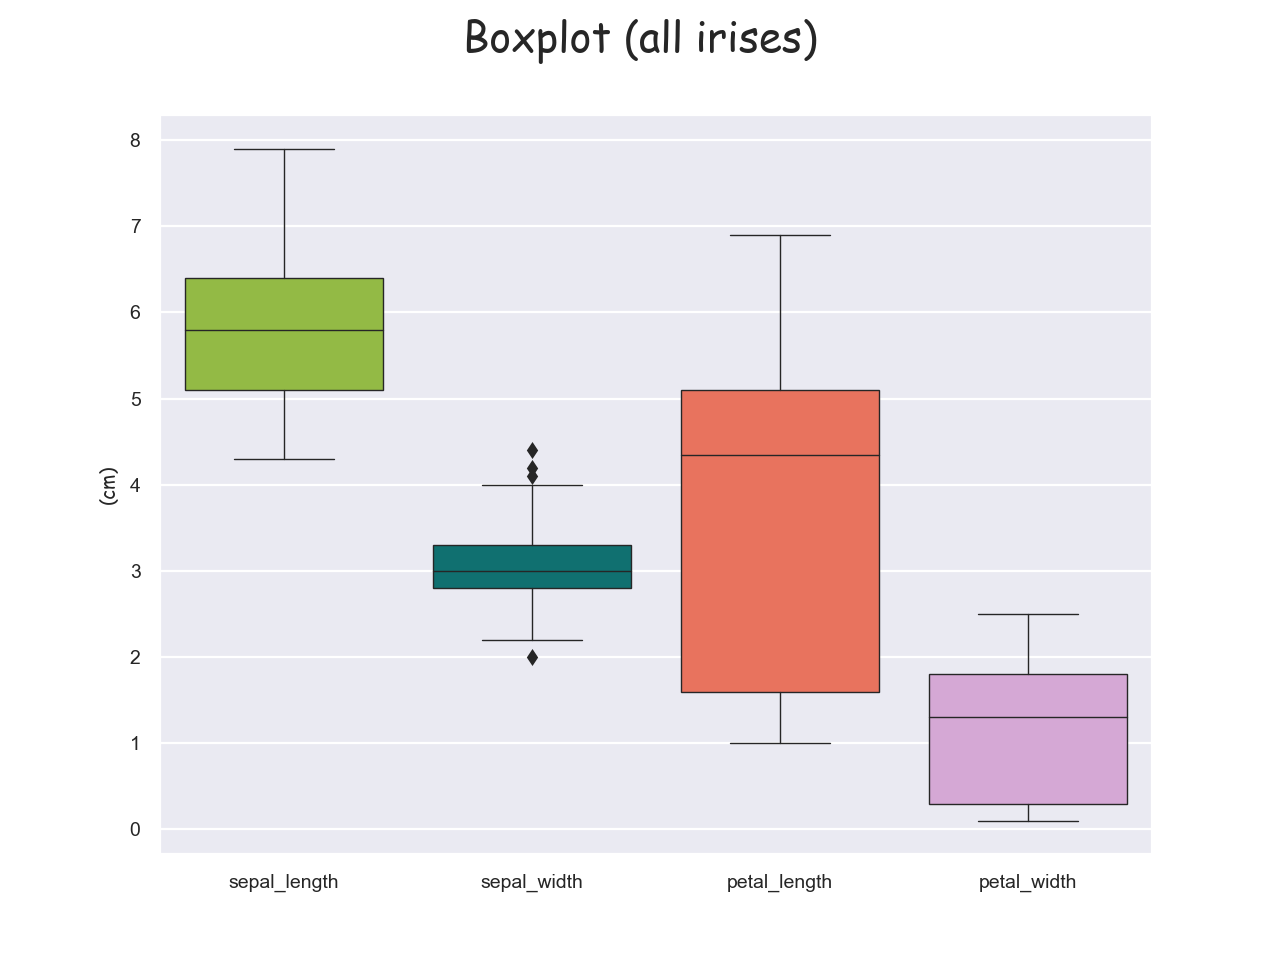 Boxplot (all irises)
8
7
6
5
4
3
2
1
0
(cm)
sepal_length
sepal_width
petal_length
petal_width